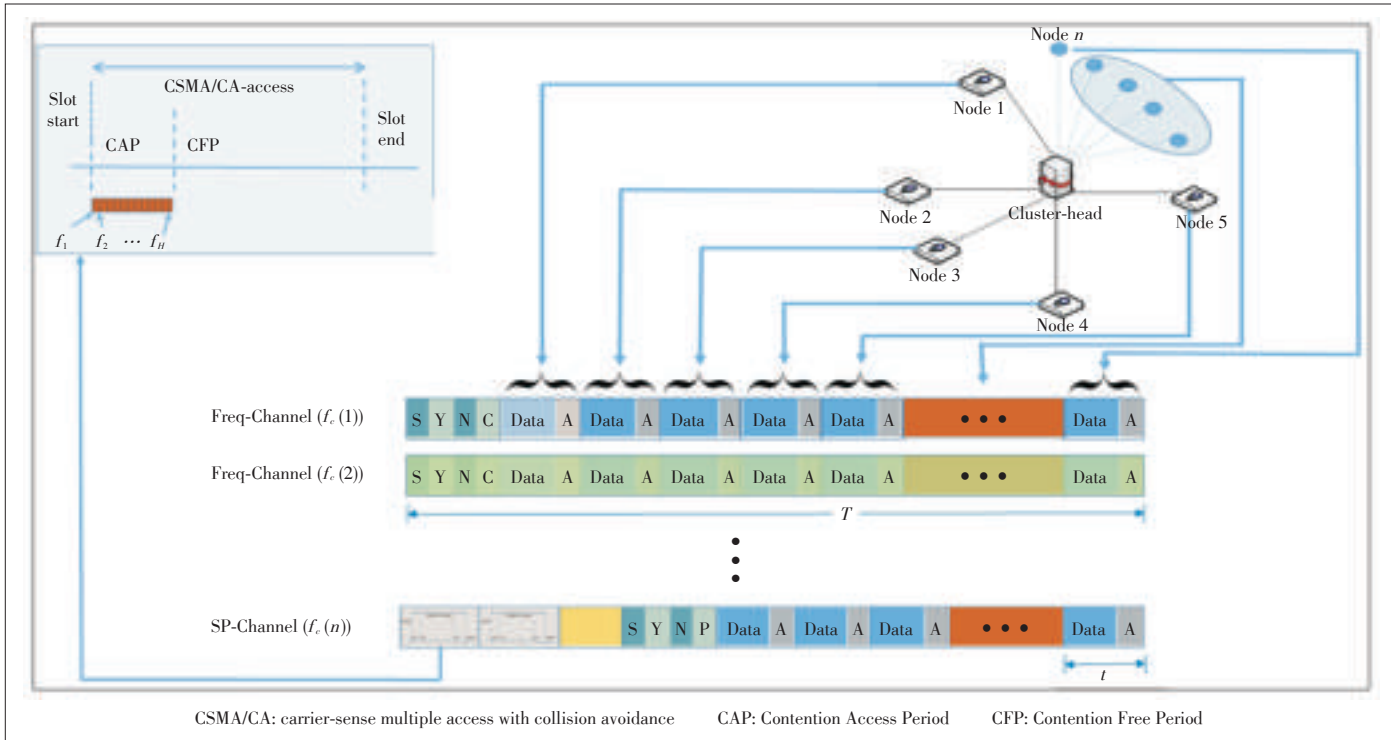 Node n
CSMA/CA-access
Slot
start
Slot
end
CAP
CFP
f1 f2 ... fH
Node 1
Node 2
Cluster-head
Node 5
Node 3
Node 4
Freq-Channel (fc(1))
S Y N C Data A Data A Data A Data A Data A • • • Data A
Freq-Channel (fc(2))
S Y N C Data A Data A Data A Data A Data A • • • Data A
T
SP-Channel (fc(n))
S Y N P Data A Data A Data A • • • Data A
t
CSMA/CA: carrier-sense multiple access with collision avoidance CAP: Contention Access Period CFP: Contention Free Period